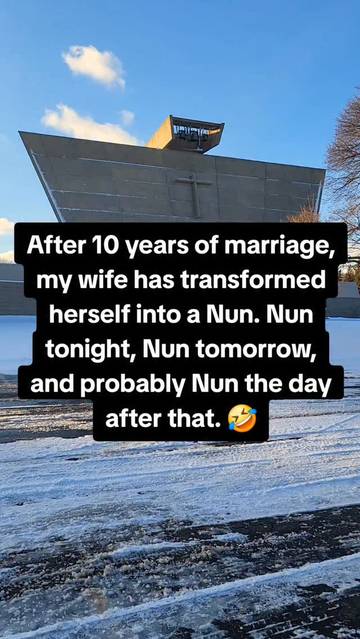 After 10 years of marriage,
my wife has transformed
herself into a Nun. Nun
tonight, Nun tomorrow,
and probably Nun the day
after that. 🤣